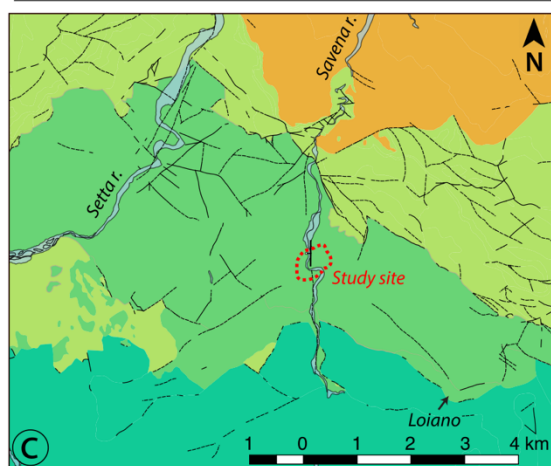 Savena r.
N
Setta r.
Study site
Loiano
C
1 0 1 2 3 4 km